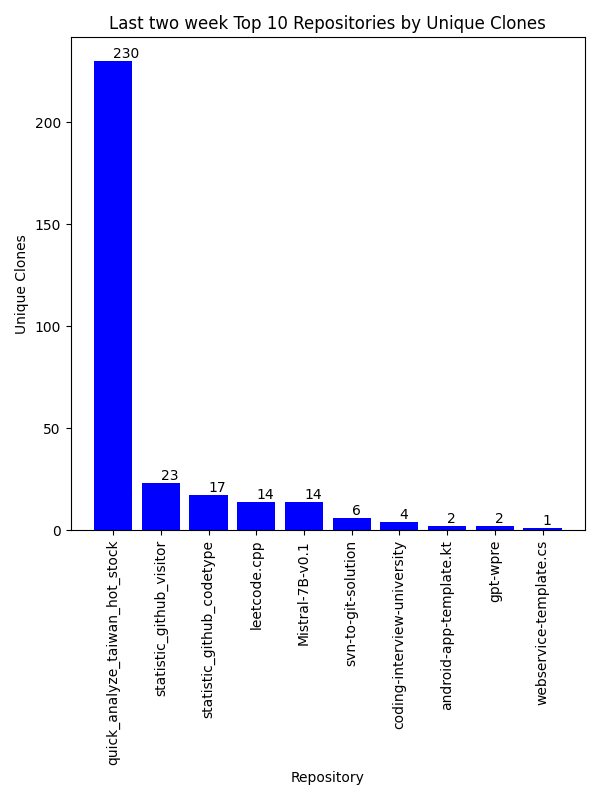 Last two week Top 10 Repositories by Unique Clones
Unique Clones
200
150
100
50
0
230
23
17
14
14
6
4
2
2
1
quick_analyze_taiwan_hot_stock
statistic_github_visitor
statistic_github_codetype
leetcode.cpp
Mistral-7B-v0.1
svn-to-git-solution
coding-interview-university
android-app-template.kt
gpt-wpre
webservice-template.cs
Repository